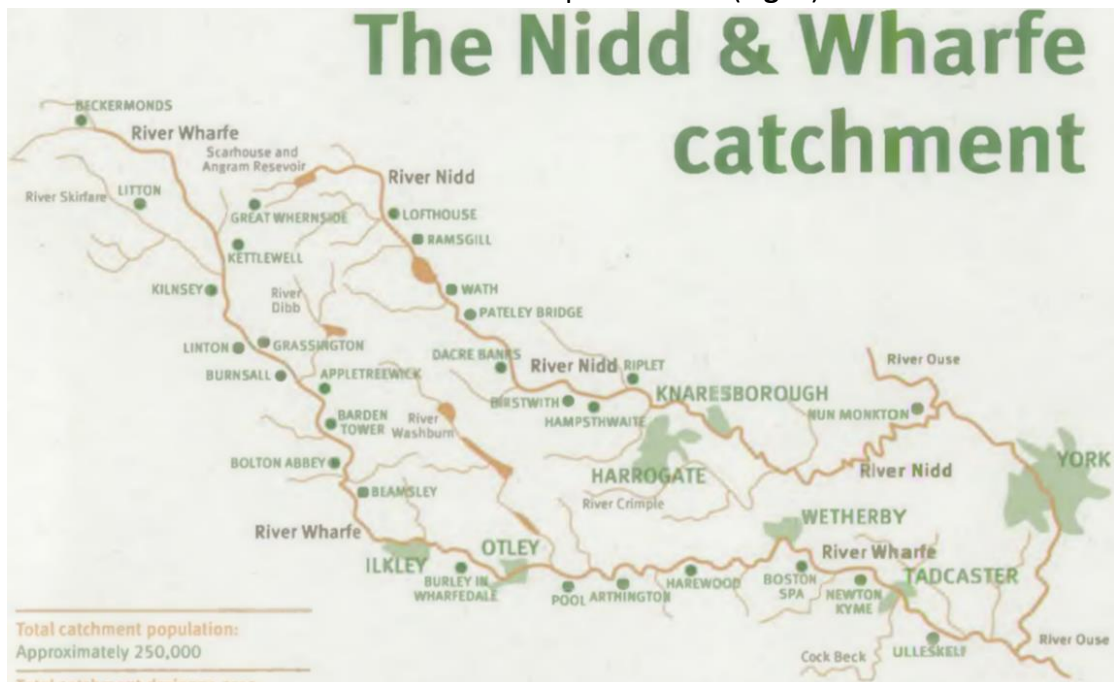 The Nidd & Wharfe
catchment
BECKERMONDS
River Wharfe
Scarhouse and
Angram Resevoir
River Nidd
River Skirfare
LITTON
GREAT WHERNSIDE
LOFTHOUSE
RAMSGILL
KETTLEWELL
KILNSEY
River
Dibb
WATH
PATELEY BRIDGE
LINTON
GRASSINGTON
DACRE BANKS
River Nidd
RIPLET
River Ouse
BURNSALL
APPLETREEWICK
BIRSTWITH
KNARESBOROUGH
HAMPSTHWAITE
NUN MONKTON
BARDEN
TOWER
River
Washburn
BOLTON ABBEY
HARROGATE
River Nidd
YORK
BEAMSLEY
River Crimple
River Wharfe
WETHERBY
ILKLEY
OTLEY
River Wharfe
BURLEY IN
WHARFEDALE
POOL
ARTHINGTON
HAREWOOD
BOSTON
SPA
NEWTON
KYME
TADCASTER
Total catchment population:
Approximately 250,000
Cock Beck
ULLESKELF
River Ouse